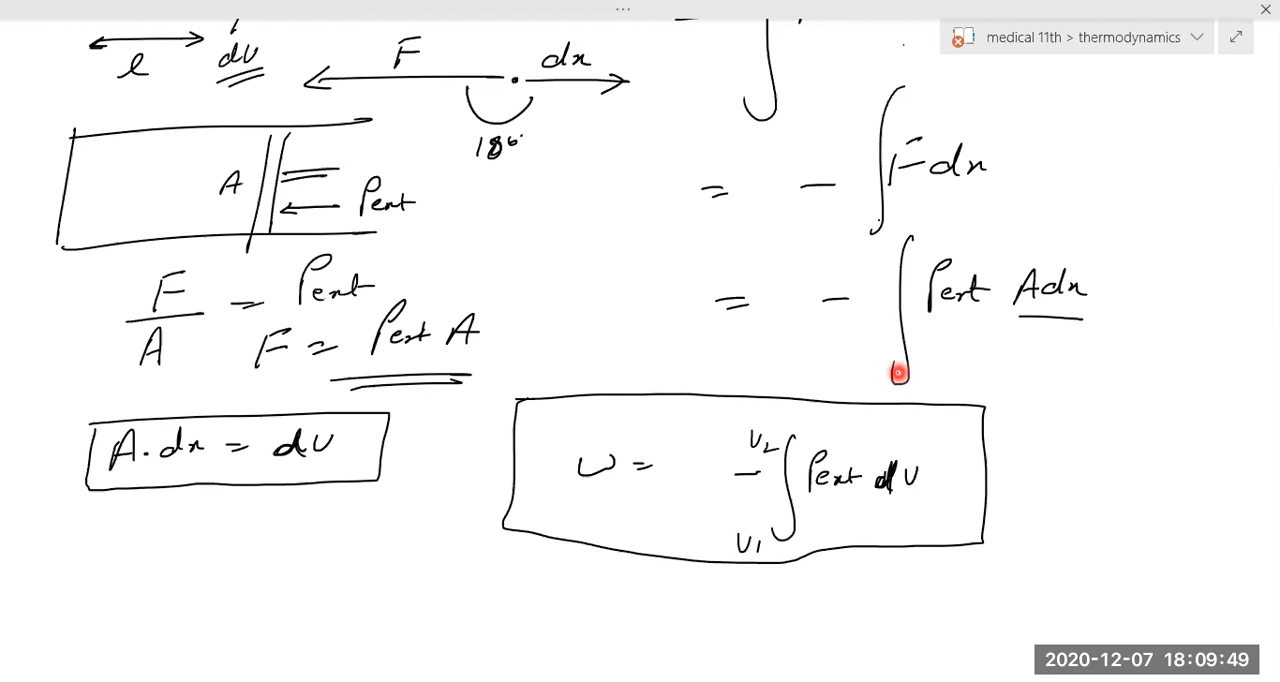 medical 11th > thermodynamics
l dv
F dx
180°
= - ∫ F dx
A Pext
F/A = Pext
F = Pext A
= - ∫ Pext Adx
A. dx = dv
w = - ∫ Pext dv
V2
V1
2020-12-07 18:09:49